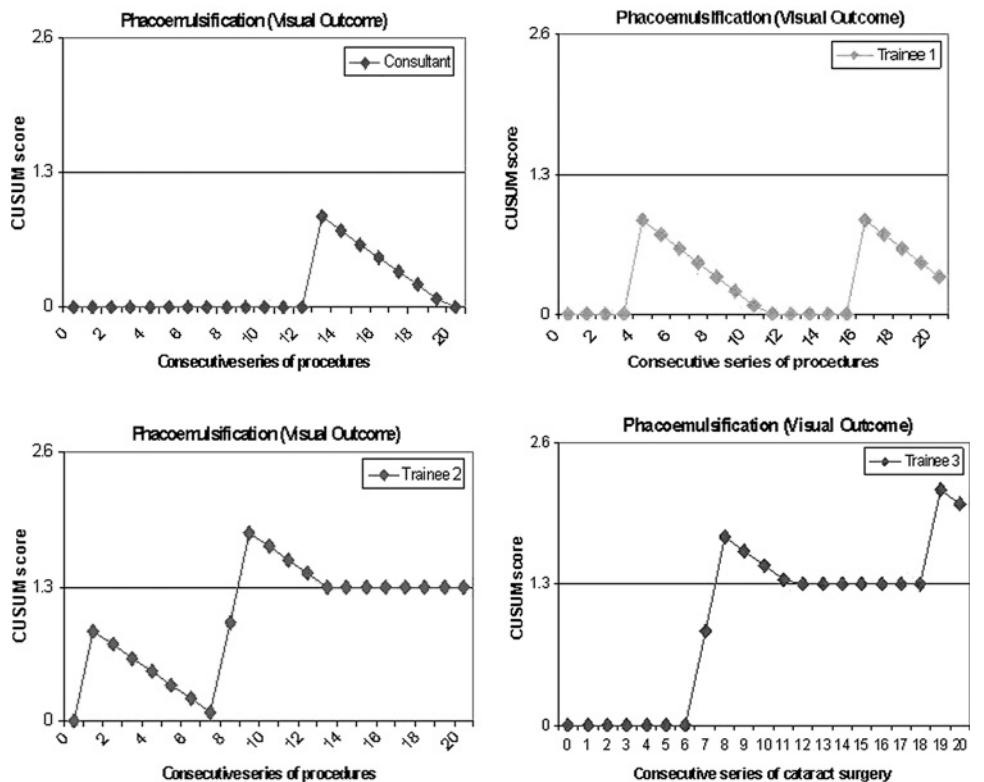 Phacoemulsification (Visual Outcome)
2.6
Consultant
CUSUM score
1.3
0
0 2 4 6 8 10 12 14 16 18 20
Consecutive series of procedures
Phacoemulsification (Visual Outcome)
2.6
Trainee 1
CUSUM score
1.3
0
0 2 4 6 8 10 12 14 16 18 20
Consecutive series of procedures
Phacoemulsification (Visual Outcome)
2.6
Trainee 2
CUSUM score
1.3
0
0 2 4 6 8 10 12 14 16 18 20
Consecutive series of procedures
Phacoemulsification (Visual Outcome)
2.6
Trainee 3
CUSUM score
1.3
0
0 1 2 3 4 5 6 7 8 9 10 11 12 13 14 15 16 17 18 19 20
Consecutive series of cataract surgery